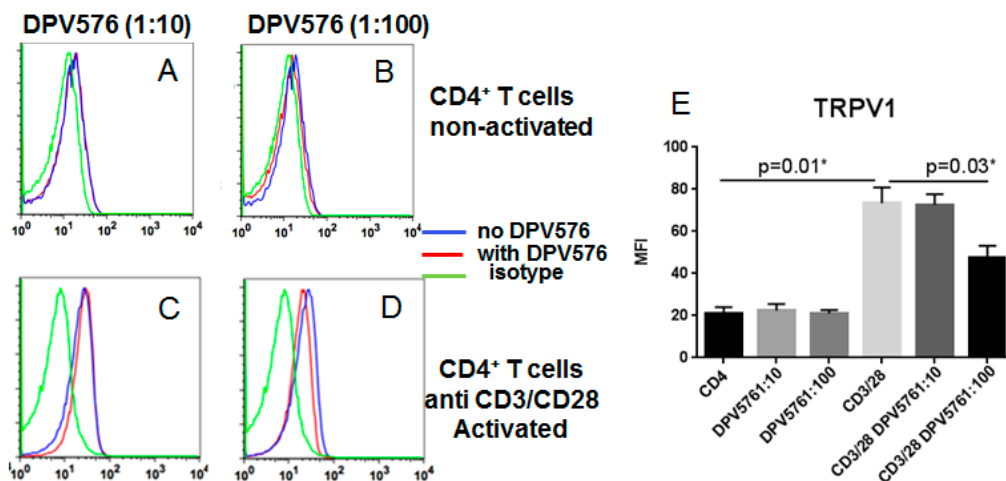 DPV576 (1:10)
DPV576 (1:100)
A
B
CD4+ T cells
non-activated
10⁰ 10¹ 10² 10³ 10⁴
10⁰ 10¹ 10² 10³ 10⁴
no DPV576
with DPV576
isotype
C
D
CD4+ T cells
anti CD3/CD28
Activated
10⁰ 10¹ 10² 10³ 10⁴
10⁰ 10¹ 10² 10³ 10⁴
E
TRPV1
100
80
60
40
20
0
MFI
p=0.01*
p=0.03*
CD4
DPV5761:10
DPV5761:100
CD3/28
CD3/28 DPV5761:10
CD3/28 DPV5761:100